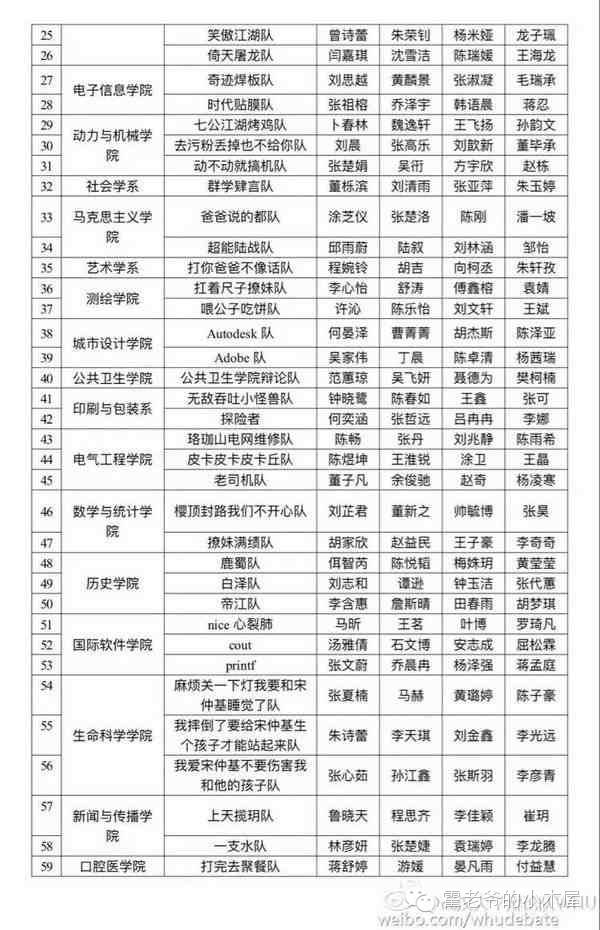 25 笑傲江湖队 曾诗蕾 朱荣钊 杨米娅 龙子珮
26 倚天屠龙队 闫嘉琪 沈雪洁 陈瑞媛 王海龙
27 电子信息学院 奇迹焊板队 刘思越 黄麟景 张淑凝 毛瑞承
28 时代贴膜队 张祖榕 乔泽宇 韩语晨 蒋忍
29 动力与机械学院 七公江湖烤鸡队 卜春林 魏逸轩 王飞扬 孙韵文
30 去污粉丢掉也不给你队 刘晨 张高乐 刘歆新 董毕承
31 动不动就搞机队 张楚娟 吴衎 方宇欣 赵栋
32 社会学系 群学肄言队 董栎滨 刘清雨 张亚萍 朱玉婷
33 马克思主义学院 爸爸说的都队 涂芝仪 张楚洛 陈刚 潘一坡
34 超能陆战队 邱雨蔚 陆叙 刘林涵 邹怡
35 艺术学系 打你爸爸不像话队 程婉铃 胡吉 向柯丞 朱轩孜
36 测绘学院 扛着尺子撩妹队 李心怡 舒涛 傅鑫榕 袁婧
37 喂公子吃饼队 许沁 陈乐怡 刘文轩 王斌
38 城市设计学院 Autodesk 队 何晏泽 曹菁菁 胡杰斯 陈泽亚
39 Adobe 队 吴家伟 丁晨 陈卓清 杨茜瑞
40 公共卫生学院 公共卫生学院辩论队 范蕙琼 吴飞妍 聂德为 樊柯楠
41 印刷与包装系 无敌吞吐小怪兽队 钟晓鹭 陈春如 王鑫 张可
42 探险者 何奕涵 张哲远 吕冉冉 李娜
43 电气工程学院 珞珈山电网维修队 陈畅 张丹 刘兆静 陈雨希
44 皮卡皮卡皮卡丘队 陈煜坤 王淮锐 涂卫 王晶
45 老司机队 董子凡 余俊驰 赵奇 杨凌寒
46 数学与统计学院 樱顶封路我们不开心队 刘芷君 董新之 帅毓博 张昊
47 撩妹满绩队 胡家欣 赵益民 王子豪 李奇奇
48 历史学院 鹿蜀队 佴智芮 陈悦韬 梅姝玥 黄莹莹
49 白泽队 刘志和 谭逊 钟玉洁 张代蕙
50 帝江队 李含惠 詹斯晴 田春雨 胡梦琪
51 国际软件学院 nice 心裂肺 马昕 王茗 叶博 罗琦凡
52 cout 汤雅倩 石文博 安志成 屈松霖
53 printf 张文蔚 乔晨冉 杨泽强 蒋孟庭
54 生命科学学院 麻烦关一下灯我要和宋仲基睡觉了队 张夏楠 马赫 黄璐婷 陈子豪
55 我摔倒了要给宋仲基生个孩子才能站起来队 朱诗蕾 李天琪 刘金鑫 李光远
56 我爱宋仲基不要伤害我和他的孩子队 张心茹 孙江鑫 张斯羽 李彦青
57 新闻与传播学院 上天揽玥队 鲁晓天 程思齐 李佳颖 崔玥
58 一支水队 林彦妍 张楚婕 袁瑞婷 李龙腾
59 口腔医学院 打完去聚餐队 蒋舒婷 游媛 晏凡雨 付益慧
需老爷的小木屋
weibo.com/whudebate